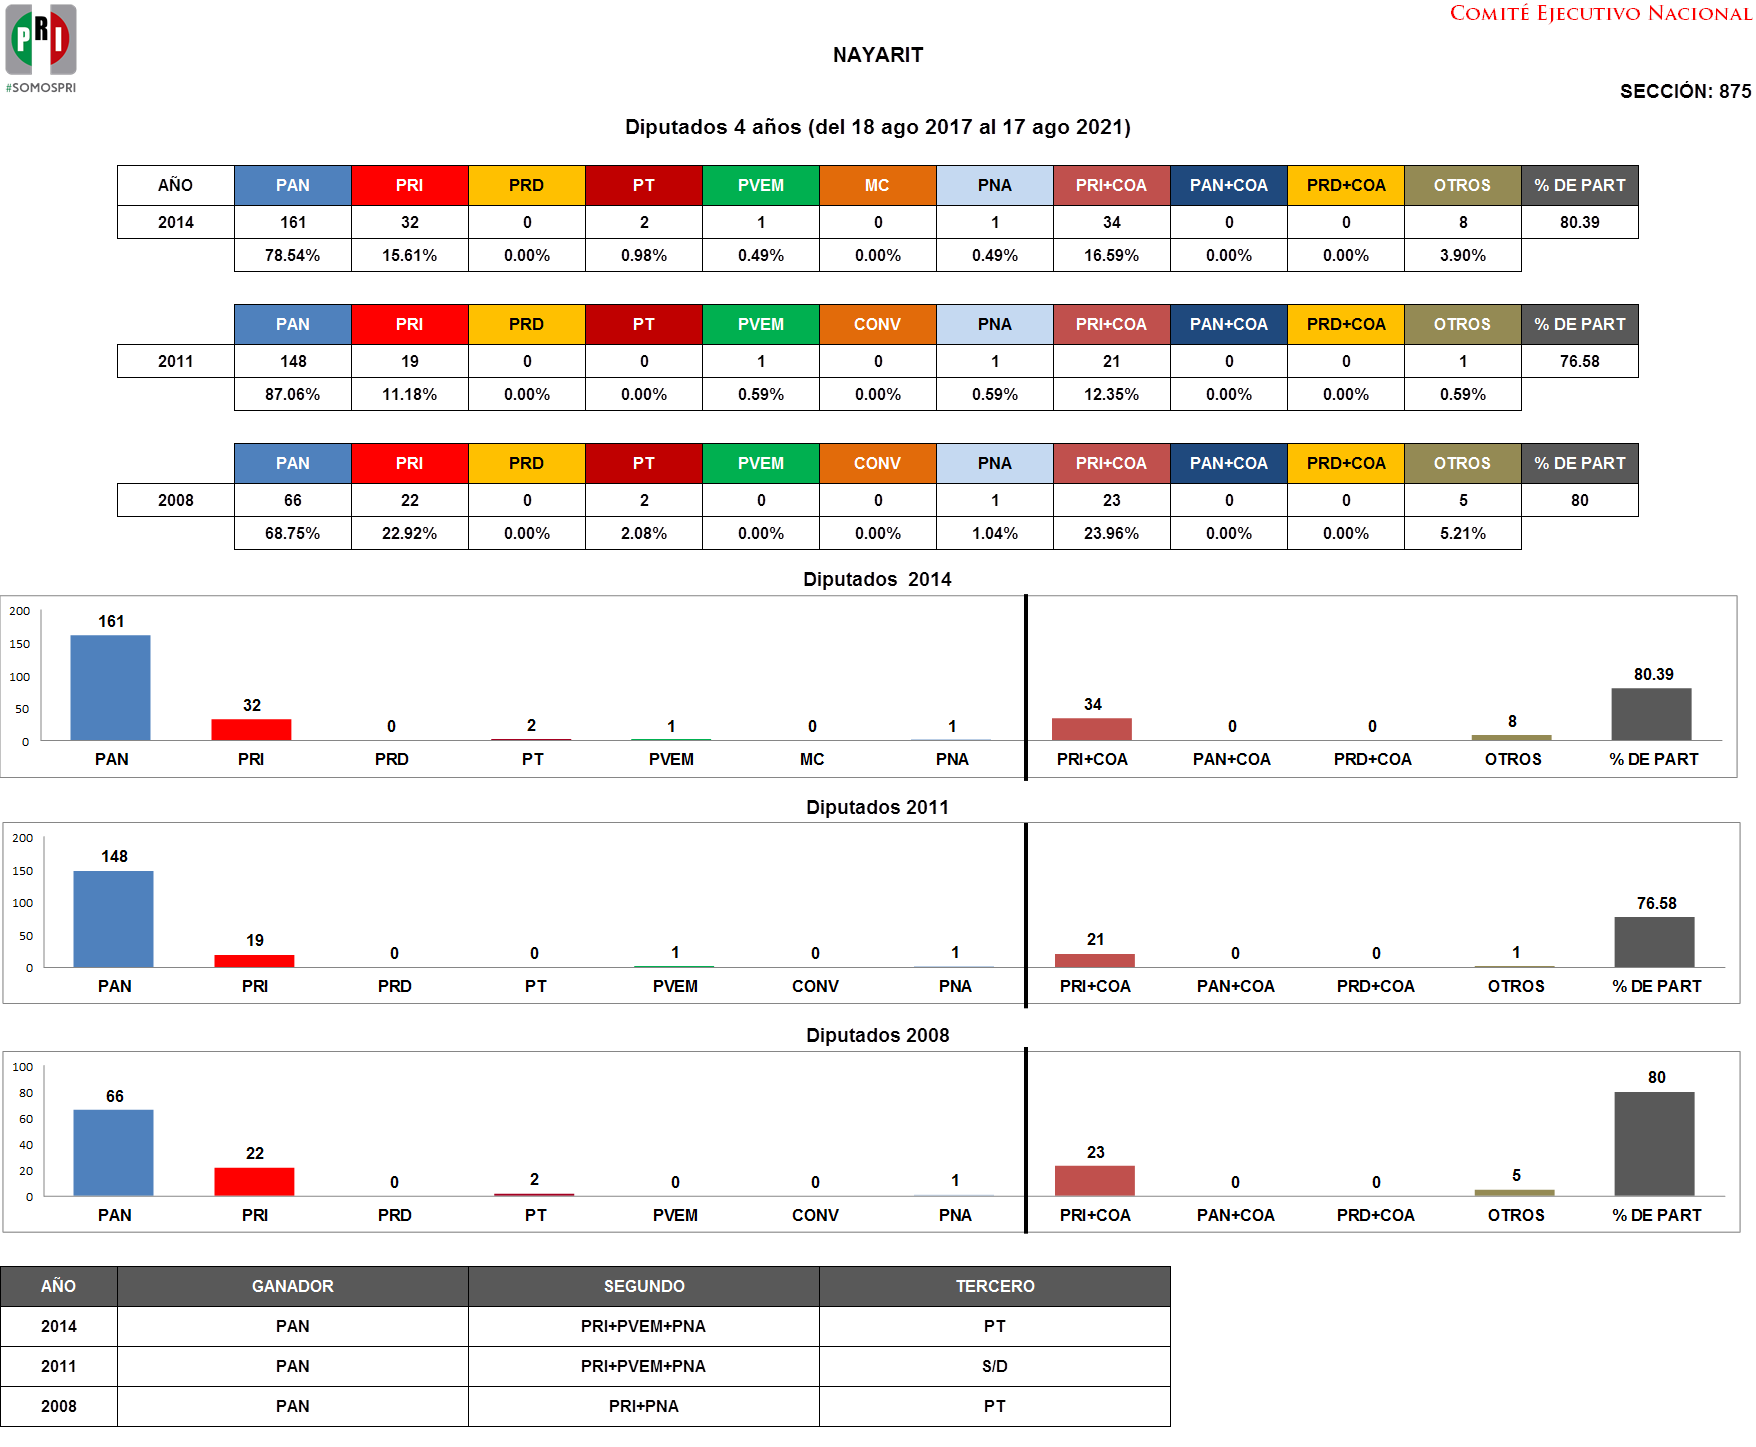 PRI
#SOMOSPRI
COMITÉ EJECUTIVO NACIONAL
NAYARIT
SECCIÓN: 875
Diputados 4 años (del 18 ago 2017 al 17 ago 2021)
AÑO PAN PRI PRD PT PVEM MC PNA PRI+COA PAN+COA PRD+COA OTROS % DE PART
2014 161 32 0 2 1 0 1 34 0 0 8 80.39
78.54% 15.61% 0.00% 0.98% 0.49% 0.00% 0.49% 16.59% 0.00% 0.00% 3.90%
PAN PRI PRD PT PVEM CONV PNA PRI+COA PAN+COA PRD+COA OTROS % DE PART
2011 148 19 0 0 1 0 1 21 0 0 1 76.58
87.06% 11.18% 0.00% 0.00% 0.59% 0.00% 0.59% 12.35% 0.00% 0.00% 0.59%
PAN PRI PRD PT PVEM CONV PNA PRI+COA PAN+COA PRD+COA OTROS % DE PART
2008 66 22 0 2 0 0 1 23 0 0 5 80
68.75% 22.92% 0.00% 2.08% 0.00% 0.00% 1.04% 23.96% 0.00% 0.00% 5.21%
Diputados 2014
200
150
100
50
0
161 32 0 2 1 0 1 34 0 0 8 80.39
PAN PRI PRD PT PVEM MC PNA PRI+COA PAN+COA PRD+COA OTROS % DE PART
Diputados 2011
200
150
100
50
0
148 19 0 0 1 0 1 21 0 0 1 76.58
PAN PRI PRD PT PVEM CONV PNA PRI+COA PAN+COA PRD+COA OTROS % DE PART
Diputados 2008
100
80
60
40
20
0
66 22 0 2 0 0 1 23 0 0 5 80
PAN PRI PRD PT PVEM CONV PNA PRI+COA PAN+COA PRD+COA OTROS % DE PART
AÑO GANADOR SEGUNDO TERCERO
2014 PAN PRI+PVEM+PNA PT
2011 PAN PRI+PVEM+PNA S/D
2008 PAN PRI+PNA PT